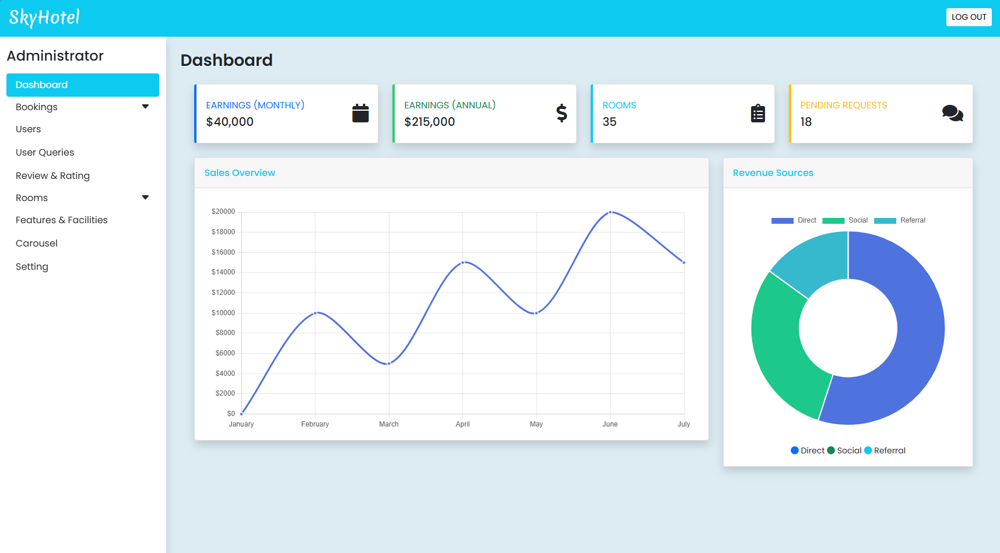 SkyHotel
LOG OUT
Administrator
Dashboard
Bookings
Users
User Queries
Review & Rating
Rooms
Features & Facilities
Carousel
Setting
Dashboard
EARNINGS (MONTHLY)
$40,000
EARNINGS (ANNUAL)
$215,000
ROOMS
35
PENDING REQUESTS
18
Sales Overview
$20000
$18000
$16000
$14000
$12000
$10000
$8000
$6000
$4000
$2000
$0
January February March April May June July
Revenue Sources
Direct Social Referral
Direct Social Referral